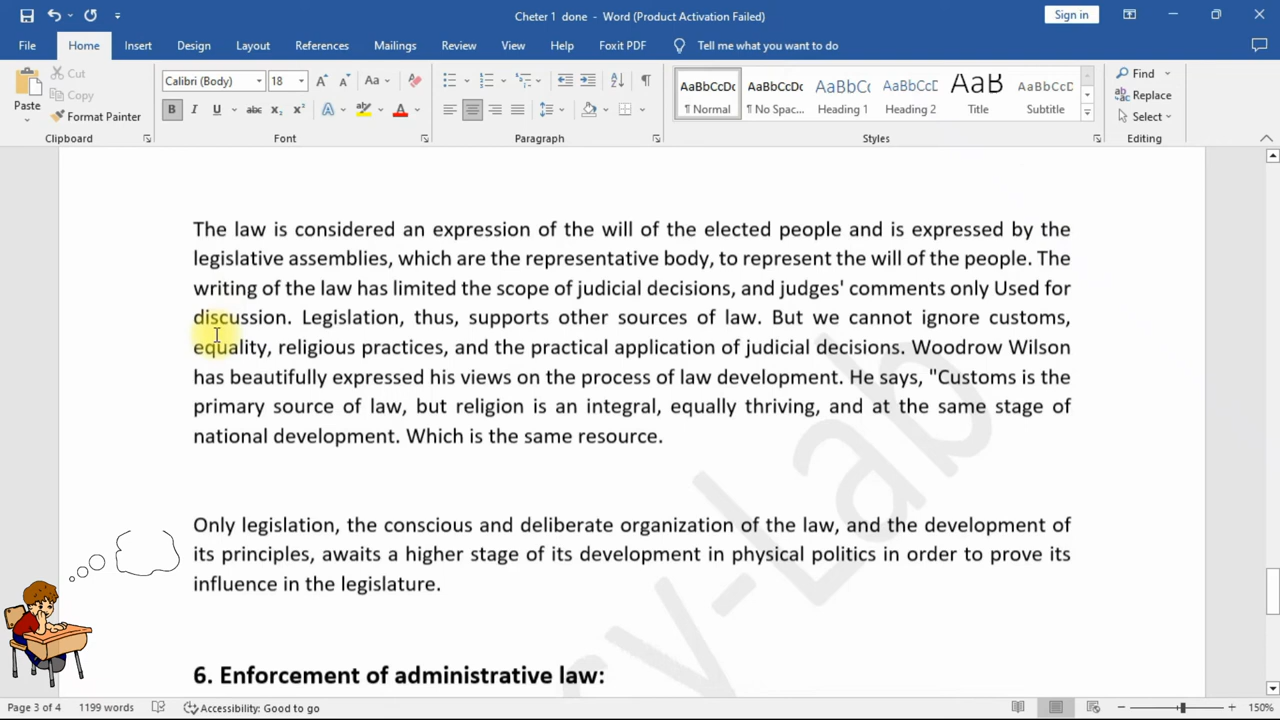 Cheter 1 done - Word (Product Activation Failed)
Sign in
File Home Insert Design Layout References Mailings Review View Help Foxit PDF Tell me what you want to do
Paste
Cut
Copy
Format Painter
Clipboard
Calibri (Body) 18
Aa
B I U abc x₂ x² A A
Font
Paragraph
AaBbCcDc AaBbCcDc AaBbC AaBbCcD AaB AaBbCcD
¶ Normal ¶ No Spac... Heading 1 Heading 2 Title Subtitle
Styles
Find
Replace
Select
Editing
The law is considered an expression of the will of the elected people and is expressed by the
legislative assemblies, which are the representative body, to represent the will of the people. The
writing of the law has limited the scope of judicial decisions, and judges' comments only Used for
discussion. Legislation, thus, supports other sources of law. But we cannot ignore customs,
equality, religious practices, and the practical application of judicial decisions. Woodrow Wilson
has beautifully expressed his views on the process of law development. He says, "Customs is the
primary source of law, but religion is an integral, equally thriving, and at the same stage of
national development. Which is the same resource.
Only legislation, the conscious and deliberate organization of the law, and the development of
its principles, awaits a higher stage of its development in physical politics in order to prove its
influence in the legislature.
6. Enforcement of administrative law:
Page 3 of 4 1199 words Accessibility: Good to go 150%